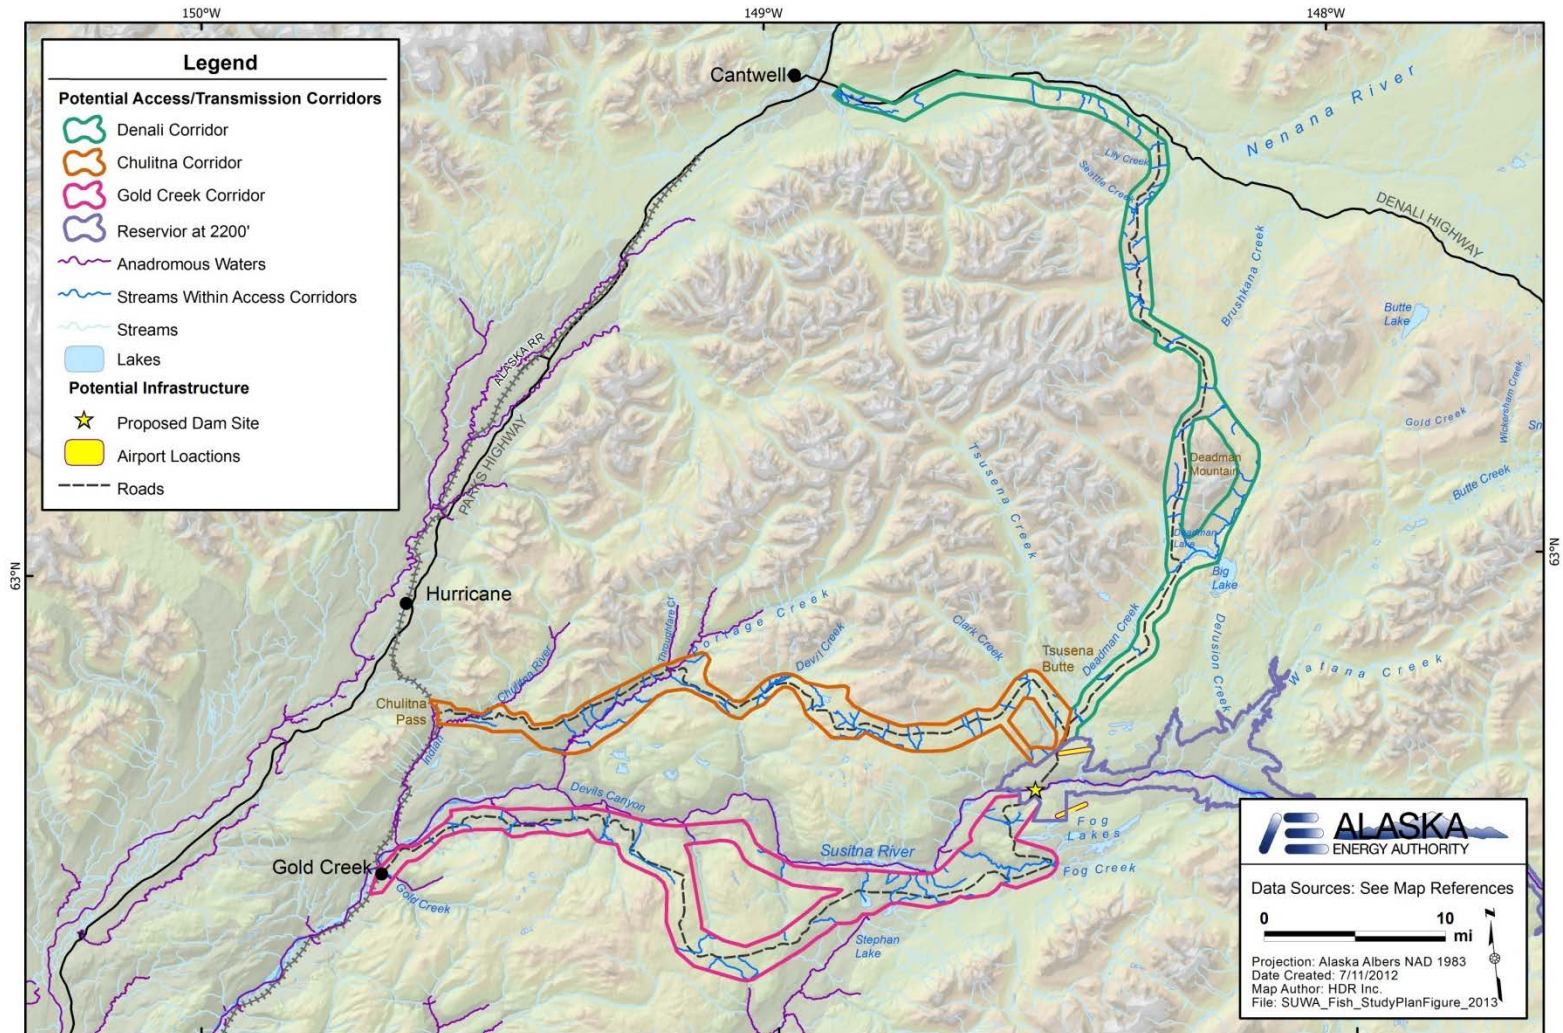 150°W
149°W
148°W
Legend
Potential Access/Transmission Corridors
Denali Corridor
Chulitna Corridor
Gold Creek Corridor
Reservior at 2200'
Anadromous Waters
Streams Within Access Corridors
Streams
Lakes
Potential Infrastructure
Proposed Dam Site
Airport Loactions
Roads
Cantwell
Nenana River
Lily Creek
Seattle Creek
DENALI HIGHWAY
Brushkana Creek
Butte
Lake
ALASKA RR
PARKS HIGHWAY
Wickersham Creek
Gold Creek
Sn
Deadman
Mountain
Butte Creek
Tsusena Creek
Deadman
Lake
63°N
63°N
Big
Lake
Hurricane
Portage Creek
Thoroughfare Cr
Devil Creek
Clark Creek
Deadman Creek
Delusion Creek
Tsusena
Butte
Watana Creek
Chulitna River
Chulitna
Pass
Indian
Devils Canyon
Fog
Lakes
Susitna River
Fog Creek
Gold Creek
Gold Creek
Stephan
Lake
ALASKA
ENERGY AUTHORITY
Data Sources: See Map References
0 10
mi
N
Projection: Alaska Albers NAD 1983
Date Created: 7/11/2012
Map Author: HDR Inc.
File: SUWA_Fish_StudyPlanFigure_2013